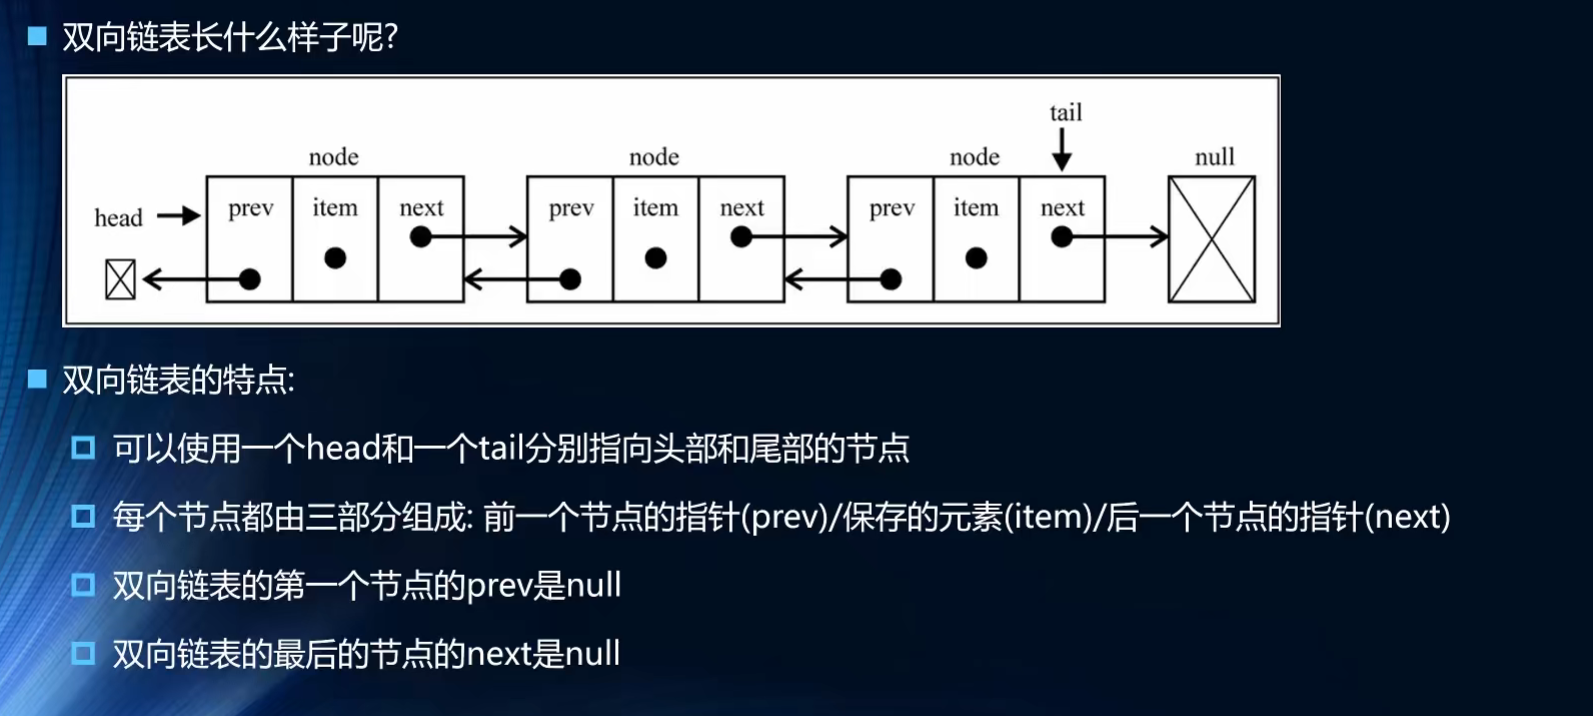 双向链表长什么样子呢?
tail
node node node null
head prev item next prev item next prev item next
双向链表的特点:
可以使用一个head和一个tail分别指向头部和尾部的节点
每个节点都由三部分组成: 前一个节点的指针(prev)/保存的元素(item)/后一个节点的指针(next)
双向链表的第一个节点的prev是null
双向链表的最后的节点的next是null